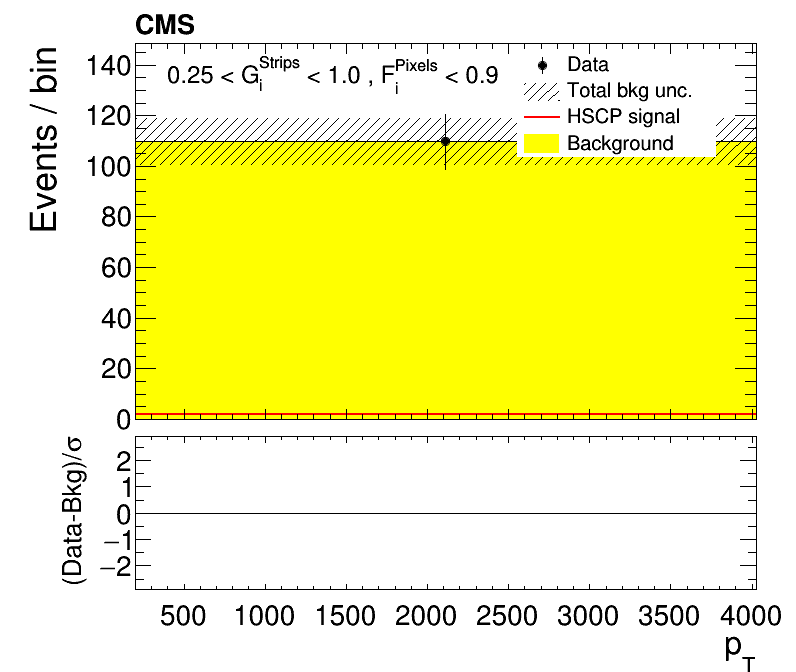 CMS
Events / bin
140
120
100
80
60
40
20
0
0.25 < G_i^Strips < 1.0 , F_i^Pixels < 0.9
Data
Total bkg unc.
HSCP signal
Background
(Data-Bkg)/σ
2
1
0
−1
−2
500 1000 1500 2000 2500 3000 3500 4000
p_T